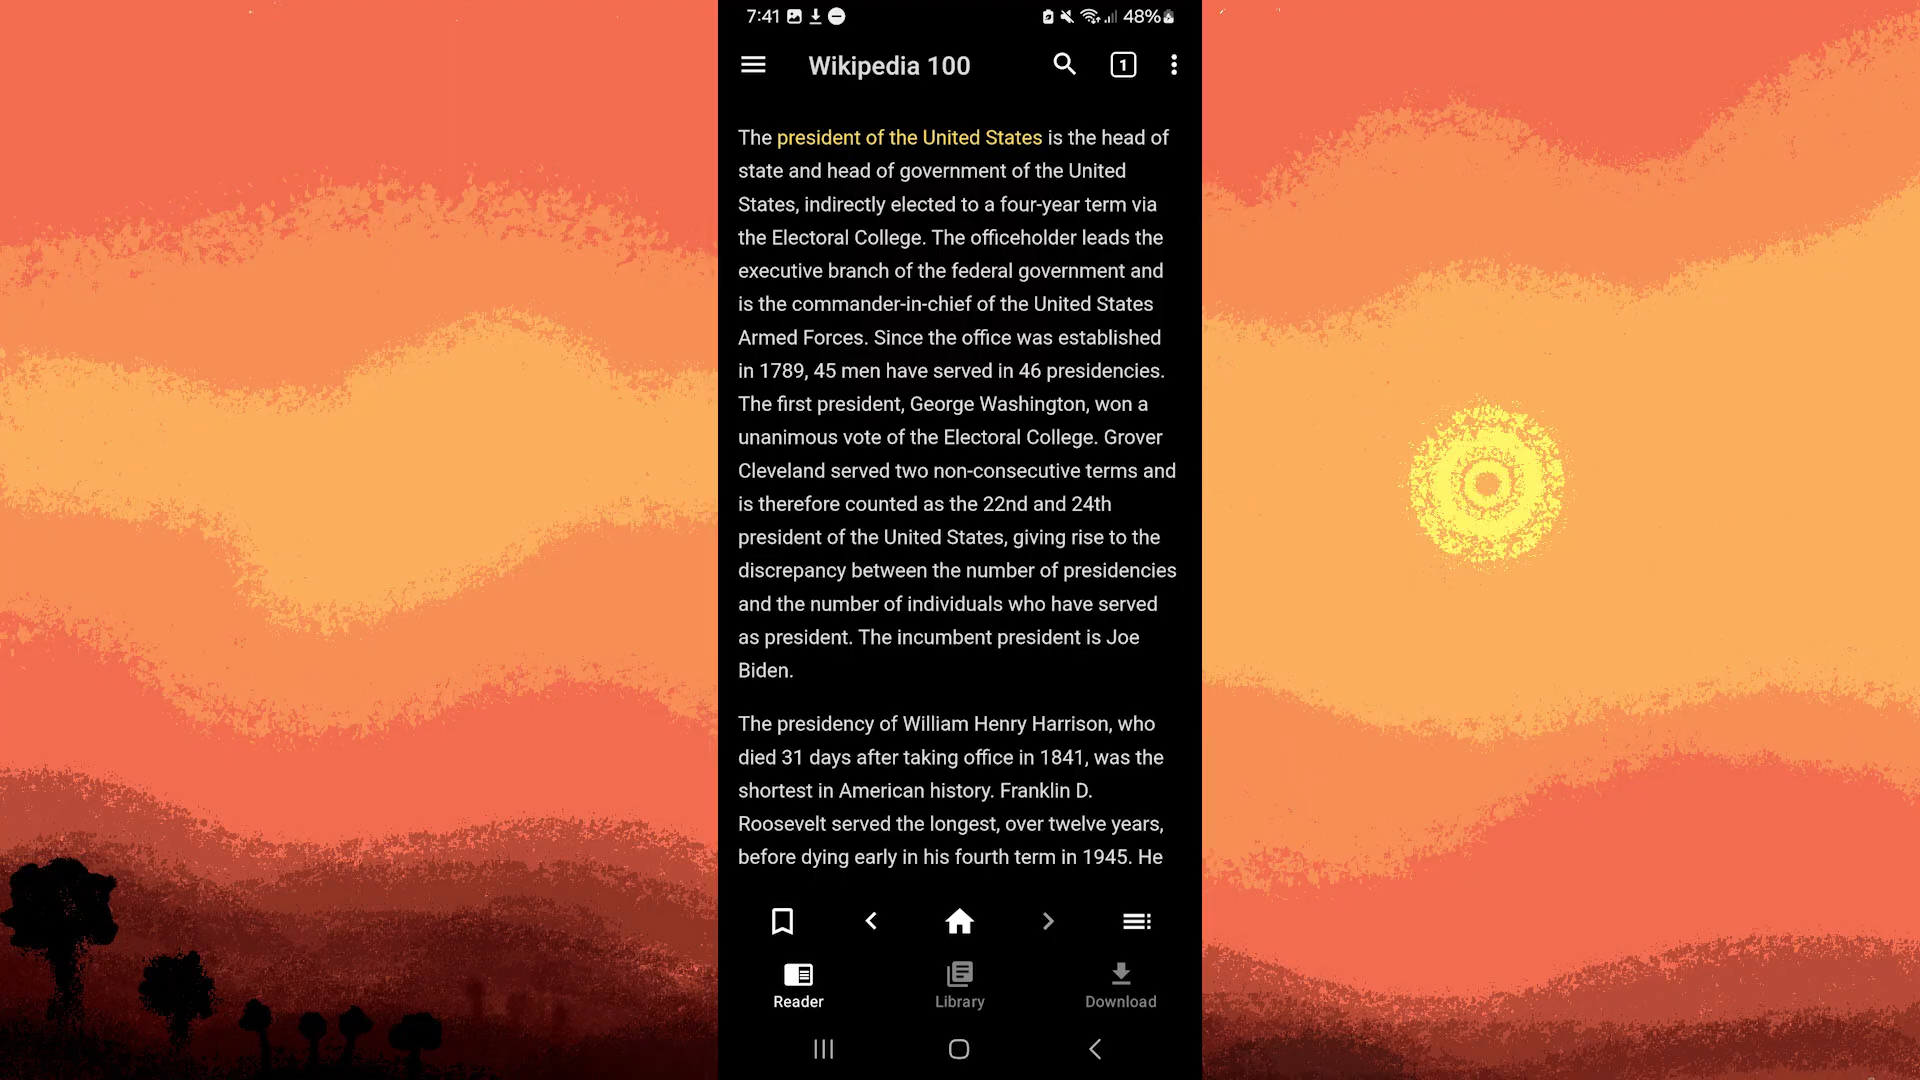 7:41 48%
Wikipedia 100 1
The president of the United States is the head of
state and head of government of the United
States, indirectly elected to a four-year term via
the Electoral College. The officeholder leads the
executive branch of the federal government and
is the commander-in-chief of the United States
Armed Forces. Since the office was established
in 1789, 45 men have served in 46 presidencies.
The first president, George Washington, won a
unanimous vote of the Electoral College. Grover
Cleveland served two non-consecutive terms and
is therefore counted as the 22nd and 24th
president of the United States, giving rise to the
discrepancy between the number of presidencies
and the number of individuals who have served
as president. The incumbent president is Joe
Biden.
The presidency of William Henry Harrison, who
died 31 days after taking office in 1841, was the
shortest in American history. Franklin D.
Roosevelt served the longest, over twelve years,
before dying early in his fourth term in 1945. He
Reader Library Download